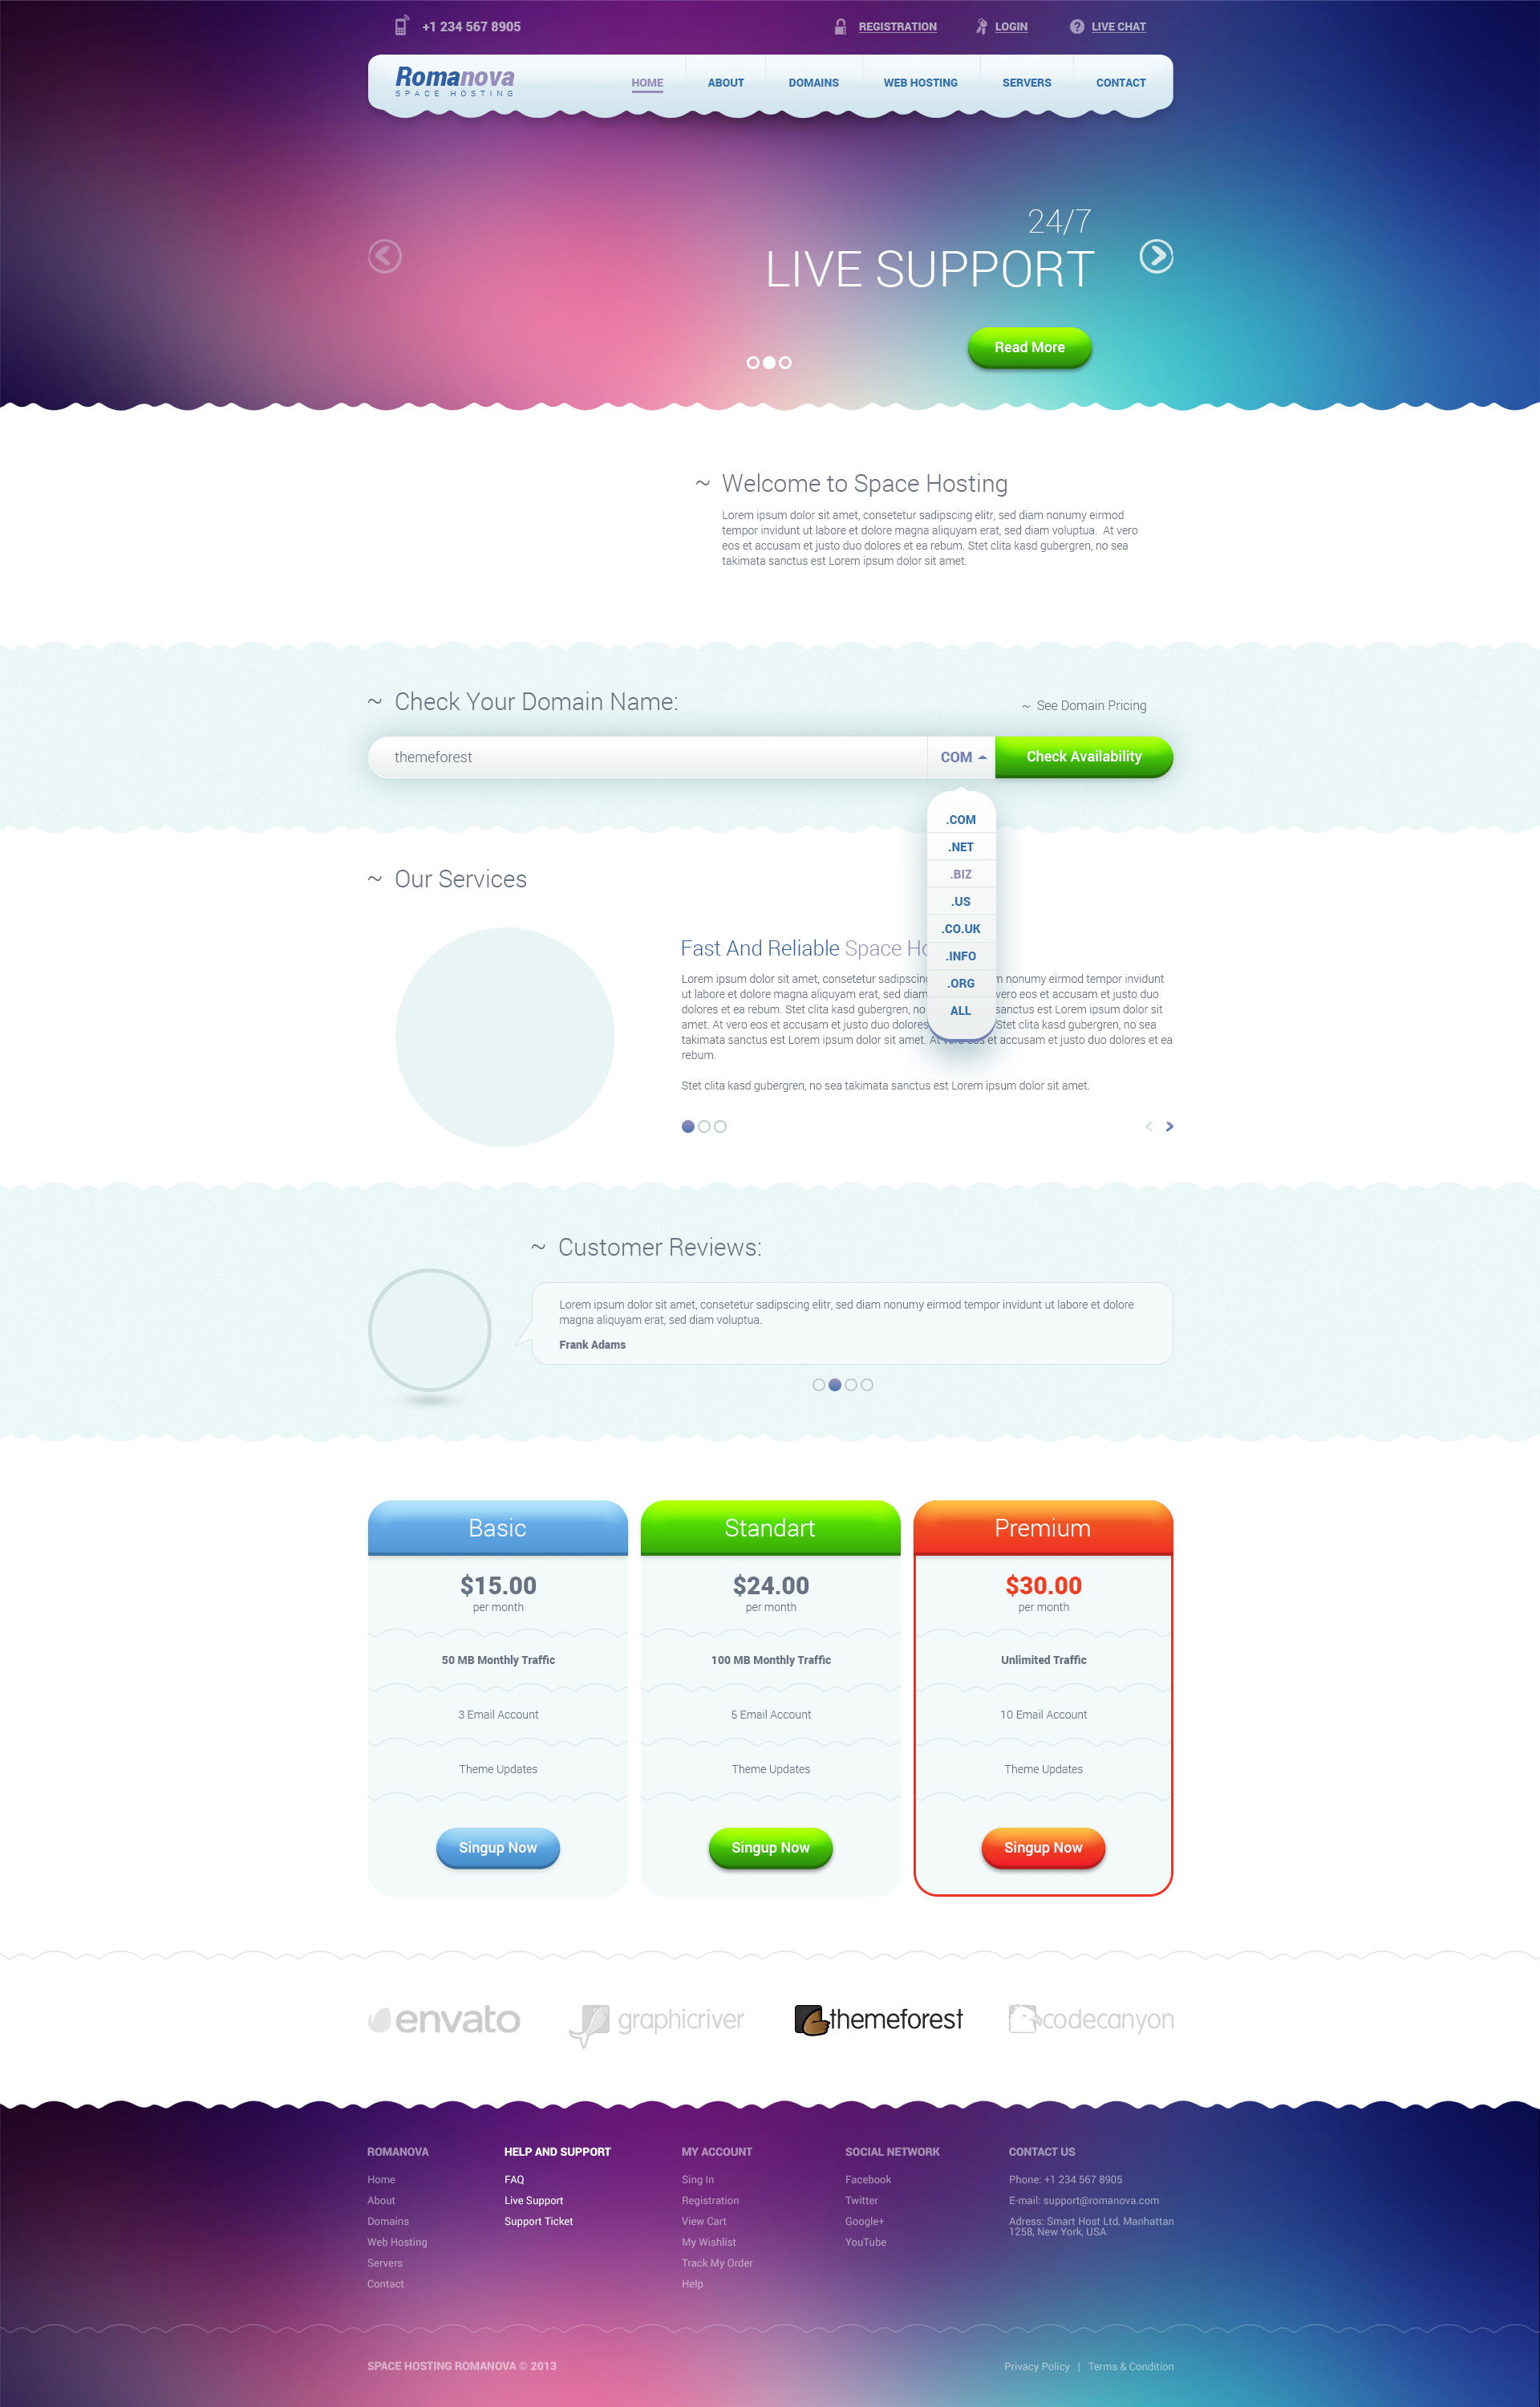 +1 234 567 8905
REGISTRATION
LOGIN
LIVE CHAT
Romanova
SPACE HOSTING
HOME
ABOUT
DOMAINS
WEB HOSTING
SERVERS
CONTACT
24/7
LIVE SUPPORT
Read More
~ Welcome to Space Hosting
Lorem ipsum dolor sit amet, consetetur sadipscing elitr, sed diam nonumy eirmod
tempor invidunt ut labore et dolore magna aliquyam erat, sed diam voluptua. At vero
eos et accusam et justo duo dolores et ea rebum. Stet clita kasd gubergren, no sea
takimata sanctus est Lorem ipsum dolor sit amet.
~ Check Your Domain Name:
~ See Domain Pricing
themeforest
COM
Check Availability
.COM
.NET
.BIZ
.US
.CO.UK
.INFO
.ORG
ALL
~ Our Services
Fast And Reliable Space
Lorem ipsum dolor sit amet, consetetur nonumy eirmod tempor invidunt
ut labore et dolore magna aliquyam erat, sed vero eos et accusam et justo duo
dolores et ea rebum. Stet clita kasd gubergren, no sanctus est Lorem ipsum dolor sit
amet. At vero eos et accusam et justo duo dolores Stet clita kasd gubergren, no sea
takimata sanctus est Lorem ipsum dolor sit amet. At vero eos et accusam et justo duo dolores et ea
rebum.
Stet clita kasd gubergren, no sea takimata sanctus est Lorem ipsum dolor sit amet.
~ Customer Reviews:
Lorem ipsum dolor sit amet, consetetur sadipscing elitr, sed diam nonumy eirmod tempor invidunt ut labore et dolore
magna aliquyam erat, sed diam voluptua.
Frank Adams
Basic
$15.00
per month
50 MB Monthly Traffic
3 Email Account
Theme Updates
Singup Now
Standart
$24.00
per month
100 MB Monthly Traffic
5 Email Account
Theme Updates
Singup Now
Premium
$30.00
per month
Unlimited Traffic
10 Email Account
Theme Updates
Singup Now
envato
graphicriver
themeforest
codecanyon
ROMANOVA
Home
About
Domains
Web Hosting
Servers
Contact
HELP AND SUPPORT
FAQ
Live Support
Support Ticket
MY ACCOUNT
Sing In
Registration
View Cart
My Wishlist
Track My Order
Help
SOCIAL NETWORK
Facebook
Twitter
Google+
YouTube
CONTACT US
Phone: +1 234 567 8905
E-mail: support@romanova.com
Adress: Smart Host Ltd, Manhattan
1258, New York, USA
SPACE HOSTING ROMANOVA © 2013
Privacy Policy | Terms & Condition